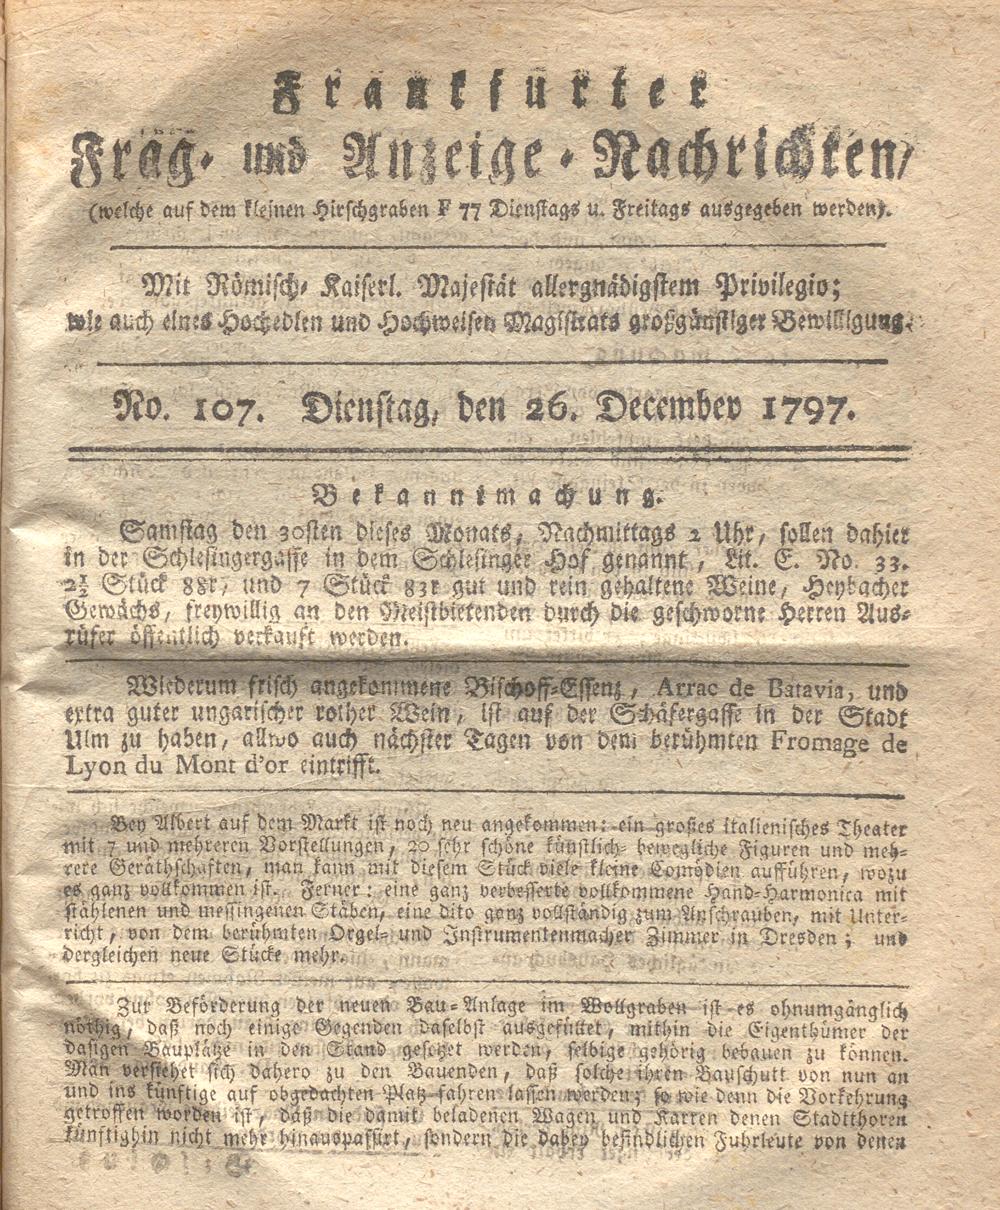 Frankfurter
Frag- und Anzeige-Nachrichten,
(welche auf dem kleinen Hirschgraben F 77 Dienstags u. Freitags ausgegeben werden).
Mit Römisch-Kaiserl. Majestät allergnädigstem Privilegio;
wie auch eines Hochedlen und Hochweisen Magistrats großgünstiger Bewilligung.
No. 107. Dienstag, den 26. December 1797.
Bekanntmachung.
Samstag den 30sten dieses Monats, Nachmittags 2 Uhr, sollen dahier
in der Schlesingergasse in dem Schlesinger Hof genannt, Lit. E. No. 33.
2½ Stück 88r, und 7 Stück 83r gut und rein gehaltene Weine, Heybacher
Gewächs, freywillig an den Meistbietenden durch die geschworne Herren Aus-
rüfer öffentlich verkauft werden.
Wiederum frisch angekommene Bischoff-Essenz, Arrac de Batavia, und
extra guter ungarischer rother Wein, ist auf der Schäfergasse in der Stadt
Ulm zu haben, allwo auch nächster Tagen von dem berühmten Fromage de
Lyon du Mont d'or eintrifft.
Bey Albert auf dem Markt ist noch neu angekommen: ein großes italienisches Theater
mit 7 und mehreren Vorstellungen, 20 sehr schöne künstlich-bewegliche Figuren und meh-
rere Geräthschaften, man kann mit diesem Stück viele kleine Comödien aufführen, wozu
es ganz vollkommen ist. Ferner: eine ganz verbesserte vollkommene Hand-Harmonica mit
stählenen und messingenen Stäben, eine dito ganz vollständig zum Anschrauben, mit Unter-
richt, von dem berühmten Orgel- und Instrumentenmacher Zimmer in Dresden; und
dergleichen neue Stücke mehr.
Zur Beförderung der neuen Bau-Anlage im Wollgraben ist es ohnumgänglich
nöthig, daß noch einige Gegenden daselbst ausgefüllet, mithin die Eigenthümer der
dasigen Bauplätze in den Stand gesetzet werden, selbige gehörig bebauen zu können.
Man versiehet sich dahero zu den Bauenden, daß solche ihren Bauschutt von nun an
und ins künftige auf obgedachten Platz fahren lassen werden; so wie denn die Vorkehrung
getroffen worden ist, daß die damit beladenen Wagen und Karren denen Stadtthoren
künftighin nicht mehr hinauspassirt, sondern die dabey befindlichen Fuhrleute von denen